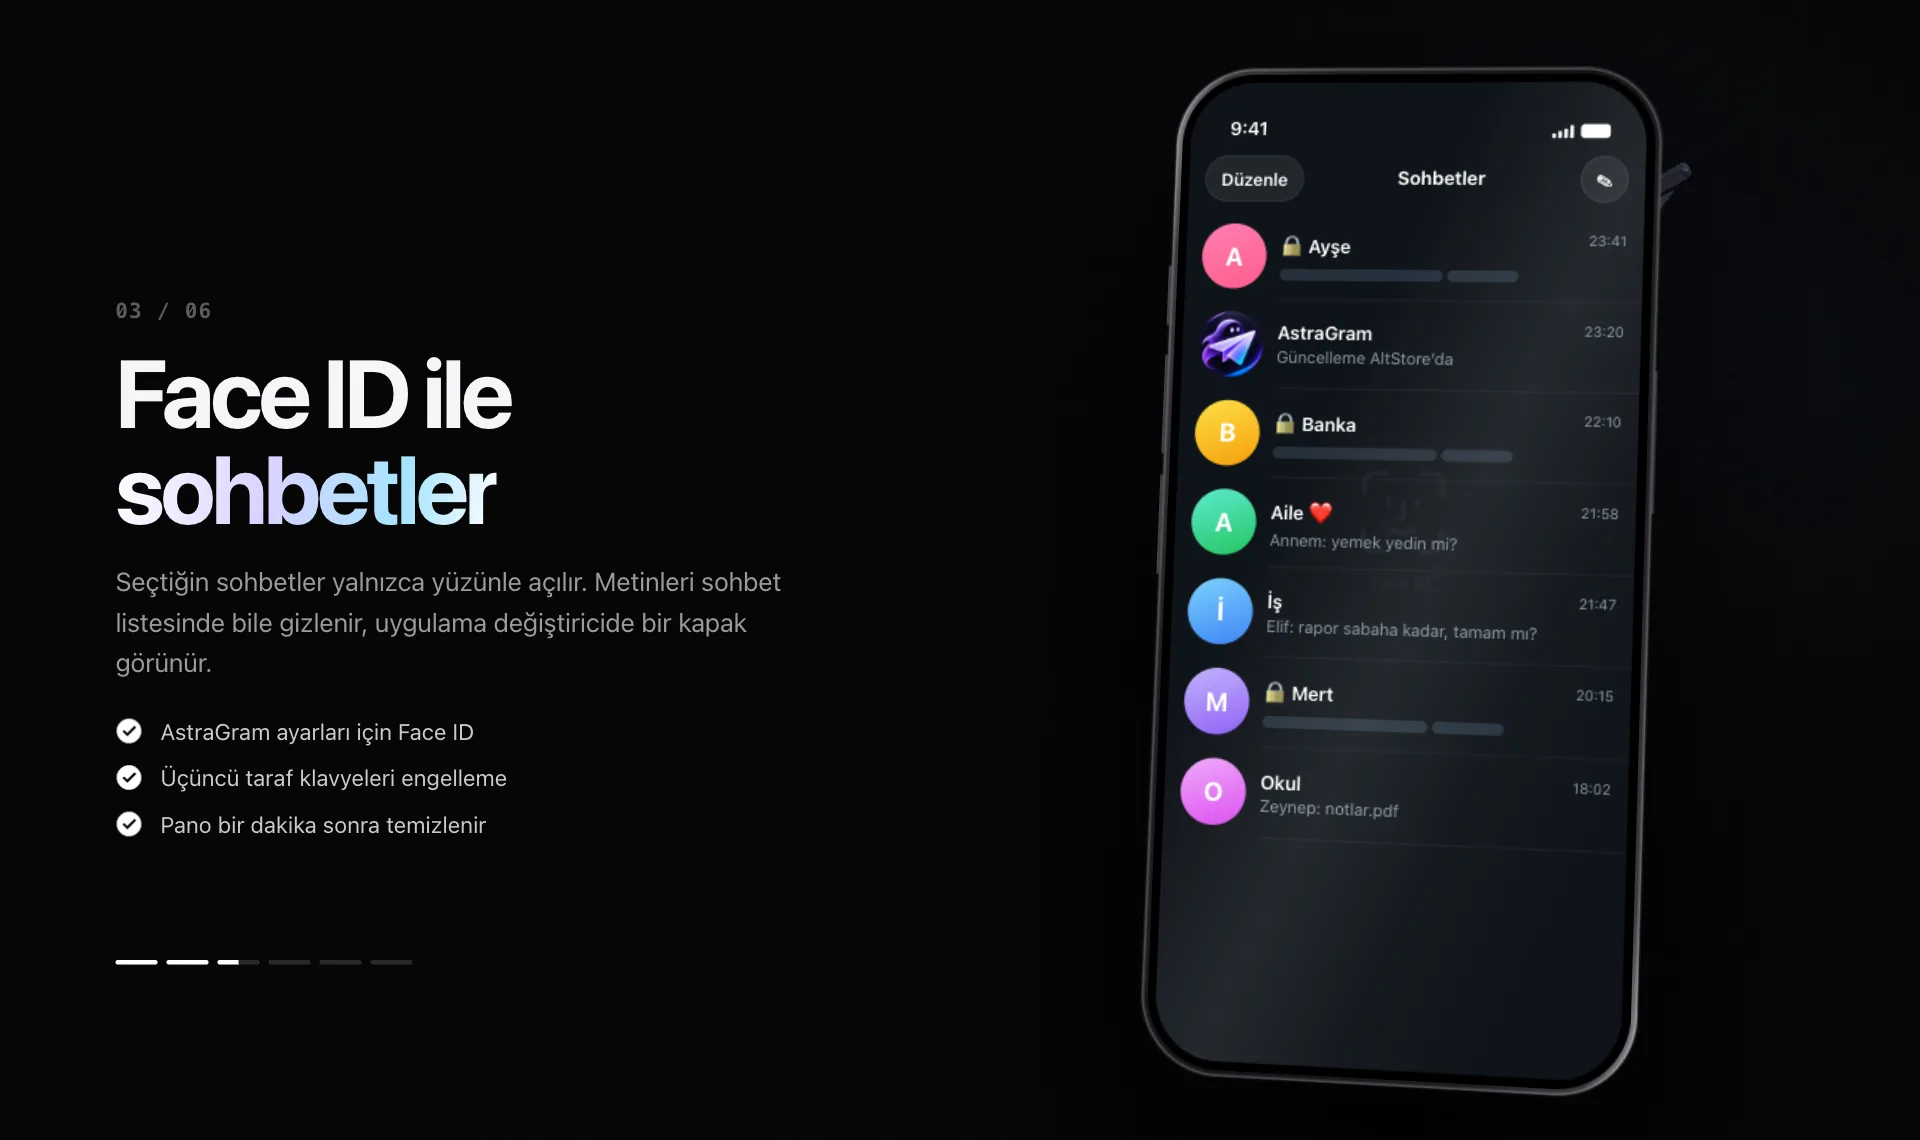 03 / 06
Face ID ile
sohbetler
Seçtiğin sohbetler yalnızca yüzünle açılır. Metinleri sohbet
listesinde bile gizlenir, uygulama değiştiricide bir kapak
görünür.
AstraGram ayarları için Face ID
Üçüncü taraf klavyeleri engelleme
Pano bir dakika sonra temizlenir
9:41
Düzenle
Sohbetler
A
🔒 Ayşe
23:41
AstraGram
23:20
Güncelleme AltStore'da
B
🔒 Banka
22:10
A
Aile ❤️
21:58
Annem: yemek yedin mi?
İ
İş
21:47
Elif: rapor sabaha kadar, tamam mı?
M
🔒 Mert
20:15
O
Okul
18:02
Zeynep: notlar.pdf